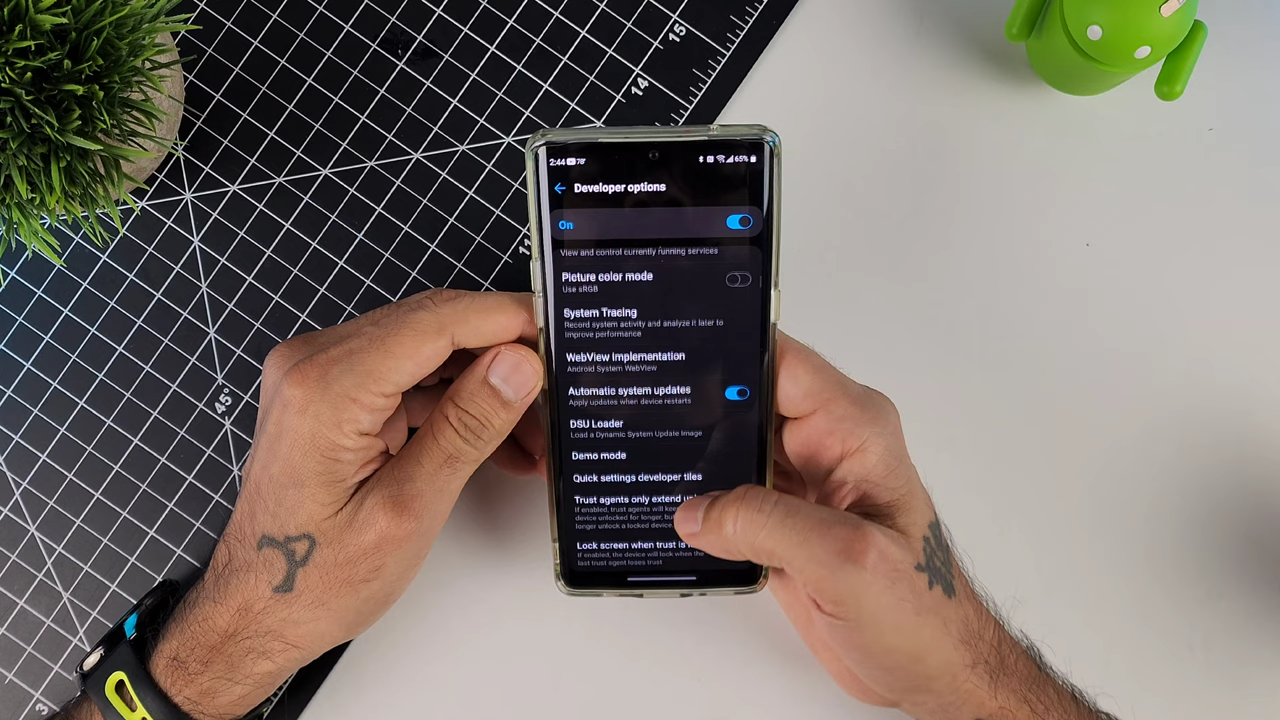 15
14
11
45°
3
2:44 78°
65%
Developer options
On
View and control currently running services
Picture color mode
Use sRGB
System Tracing
Record system activity and analyze it later to
improve performance
WebView implementation
Android System WebView
Automatic system updates
Apply updates when device restarts
DSU Loader
Load a Dynamic System Update Image
Demo mode
Quick settings developer tiles
Trust agents only extend
If enabled, trust agents will
device unlocked for longer,
longer unlock a locked device
Lock screen when trust is
If enabled, the device will lock when the
last trust agent loses trust